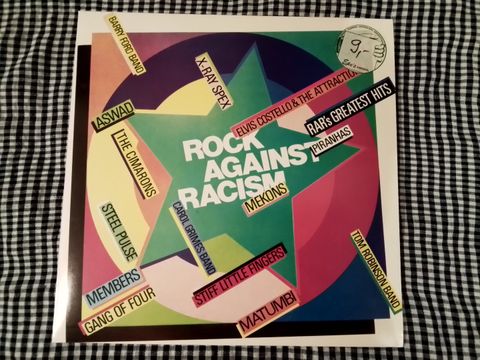 BARRY FORD BAND
X-RAY SPEX
9,-
ELVIS COSTELLO & THE ATTRACTIO
RAR's GREATEST HITS
ASWAD
THE CIMARONS
PIRANHAS
ROCK
AGAINST
RACISM
MEKONS
STEEL PULSE
CAROL GRIMES BAND
MEMBERS
GANG OF FOUR
STIFF LITTLE FINGERS
MATUMBI
TOM ROBINSON BAND